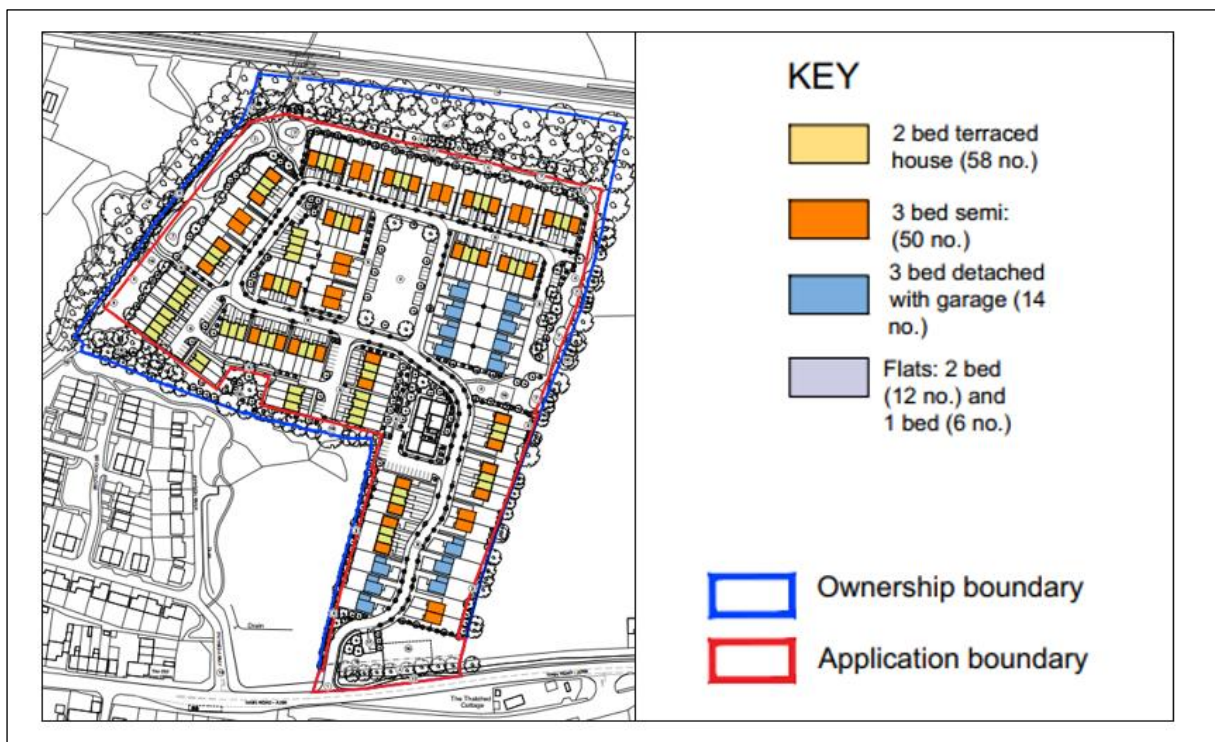 KEY
2 bed terraced
house (58 no.)
3 bed semi:
(50 no.)
3 bed detached
with garage (14
no.)
Flats: 2 bed
(12 no.) and
1 bed (6 no.)
Ownership boundary
Application boundary
Drain
The Thatched
Cottage